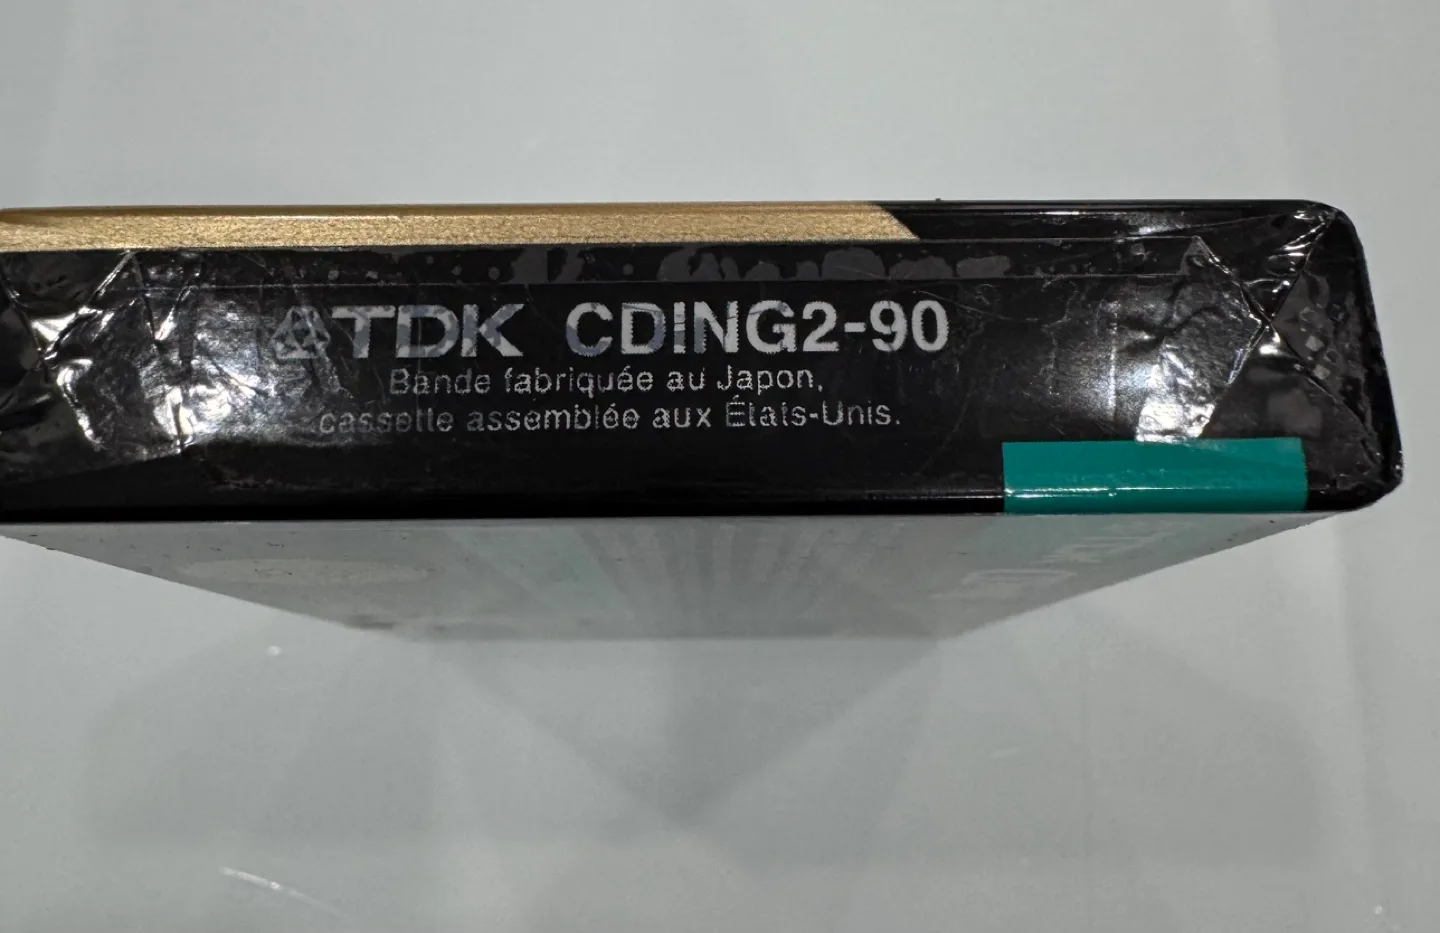 TDK CDING2-90
Bande fabriquée au Japon,
cassette assemblée aux États-Unis.